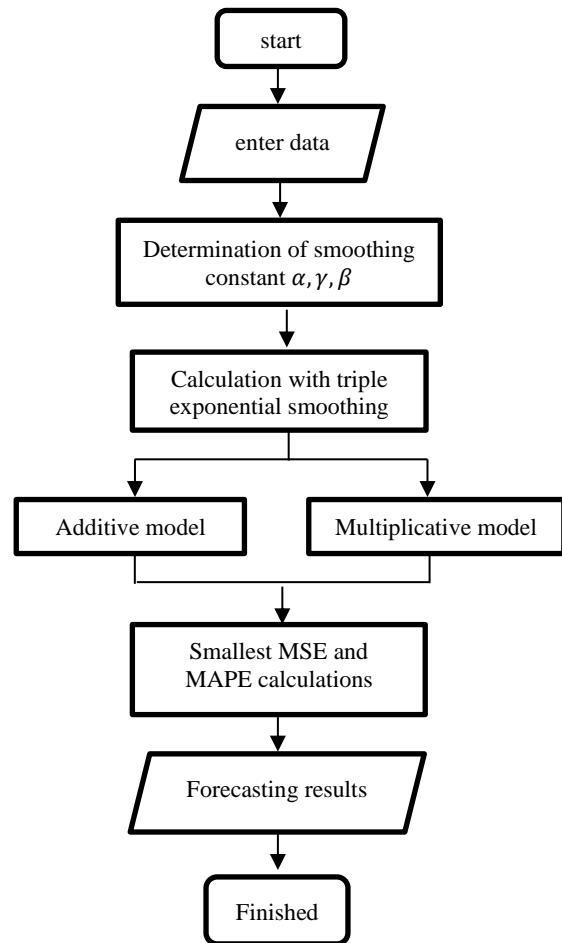 start
enter data
Determination of smoothing
constant 𝛼, 𝛾, 𝛽
Calculation with triple
exponential smoothing
Additive model
Multiplicative model
Smallest MSE and
MAPE calculations
Forecasting results
Finished